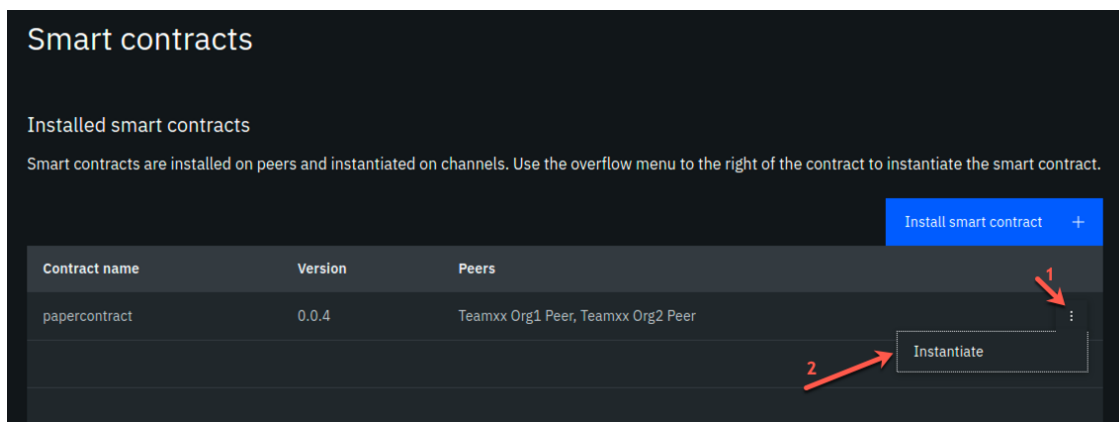 Smart contracts
Installed smart contracts
Smart contracts are installed on peers and instantiated on channels. Use the overflow menu to the right of the contract to instantiate the smart contract.
Install smart contract +
Contract name Version Peers
1
papercontract 0.0.4 Teamxx Org1 Peer, Teamxx Org2 Peer
Instantiate
2